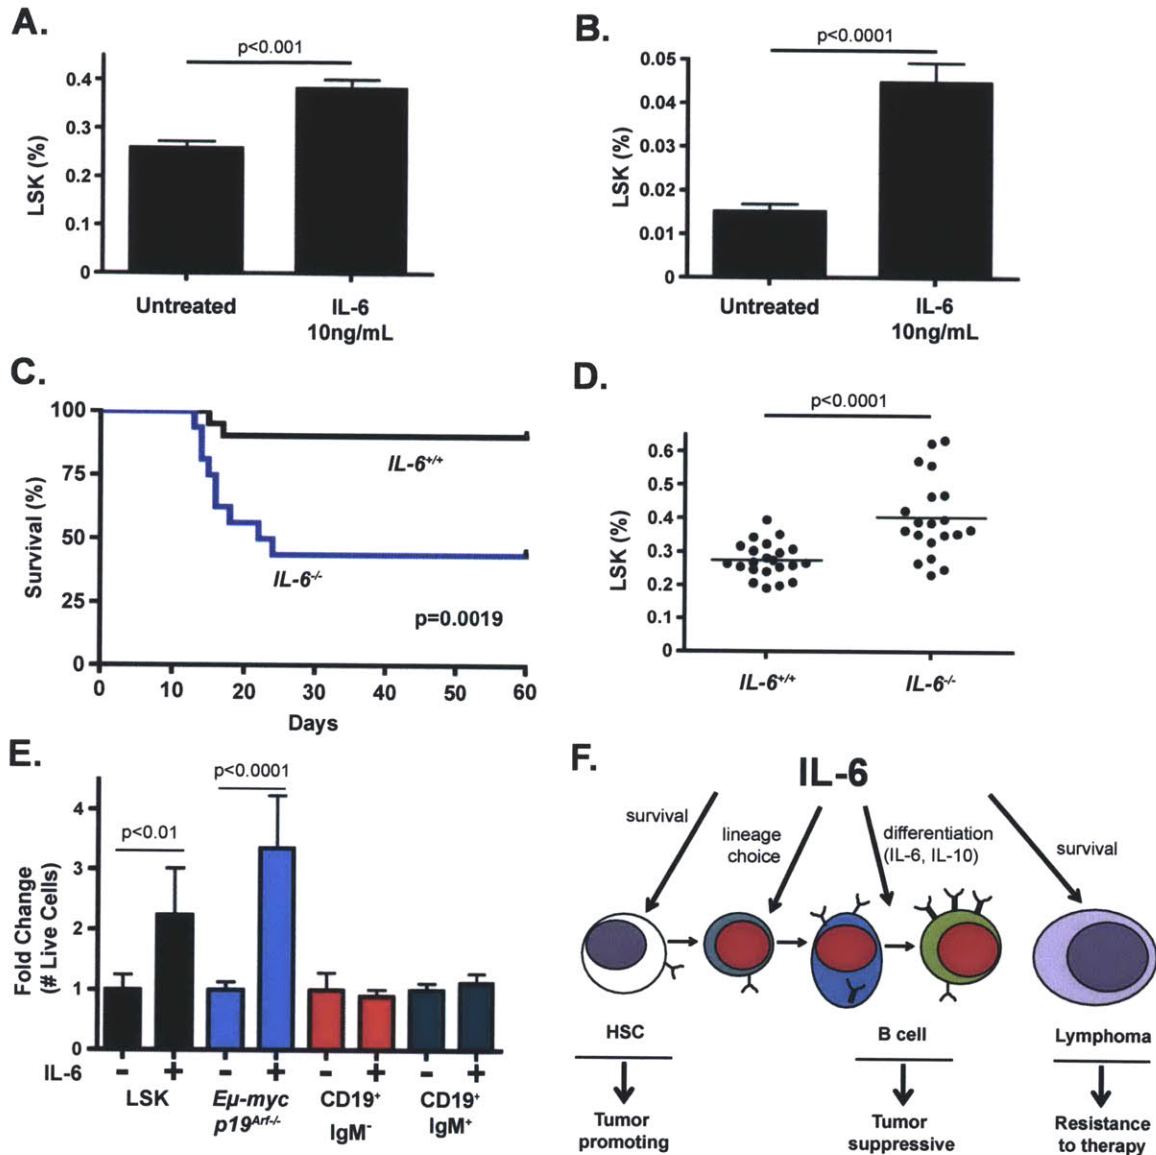 A.
p<0.001
LSK (%)
0.4
0.3
0.2
0.1
0
Untreated
IL-6
10ng/mL
B.
p<0.0001
LSK (%)
0.05
0.04
0.03
0.02
0.01
0
Untreated
IL-6
10ng/mL
C.
Survival (%)
100
75
50
25
0
IL-6+/+
IL-6-/-
p=0.0019
0 10 20 30 40 50 60
Days
D.
p<0.0001
LSK (%)
0.6
0.5
0.4
0.3
0.2
0.1
0
IL-6+/+ IL-6-/-
E.
p<0.0001
p<0.01
Fold Change
(# Live Cells)
4
3
2
1
0
IL-6 - + - + - + - +
LSK Eμ-myc CD19+ CD19+
p19Arf-/- IgM- IgM+
F.
IL-6
survival
lineage
choice
differentiation
(IL-6, IL-10)
survival
HSC B cell Lymphoma
Tumor
promoting
Tumor
suppressive
Resistance
to therapy